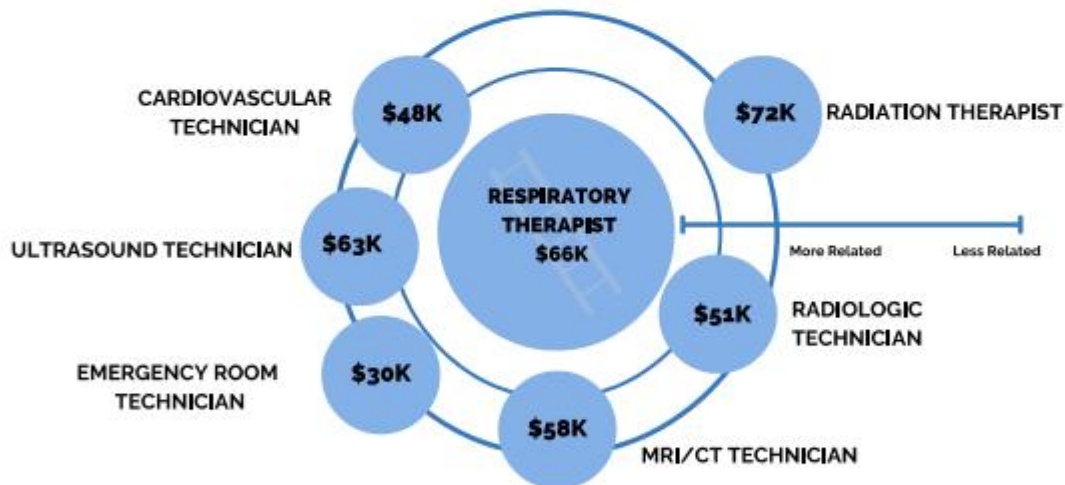 CARDIOVASCULAR
TECHNICIAN
$48K
$72K
RADIATION THERAPIST
RESPIRATORY
THERAPIST
$66K
ULTRASOUND TECHNICIAN
$63K
More Related
Less Related
$51K
RADIOLOGIC
TECHNICIAN
EMERGENCY ROOM
TECHNICIAN
$30K
$58K
MRI/CT TECHNICIAN